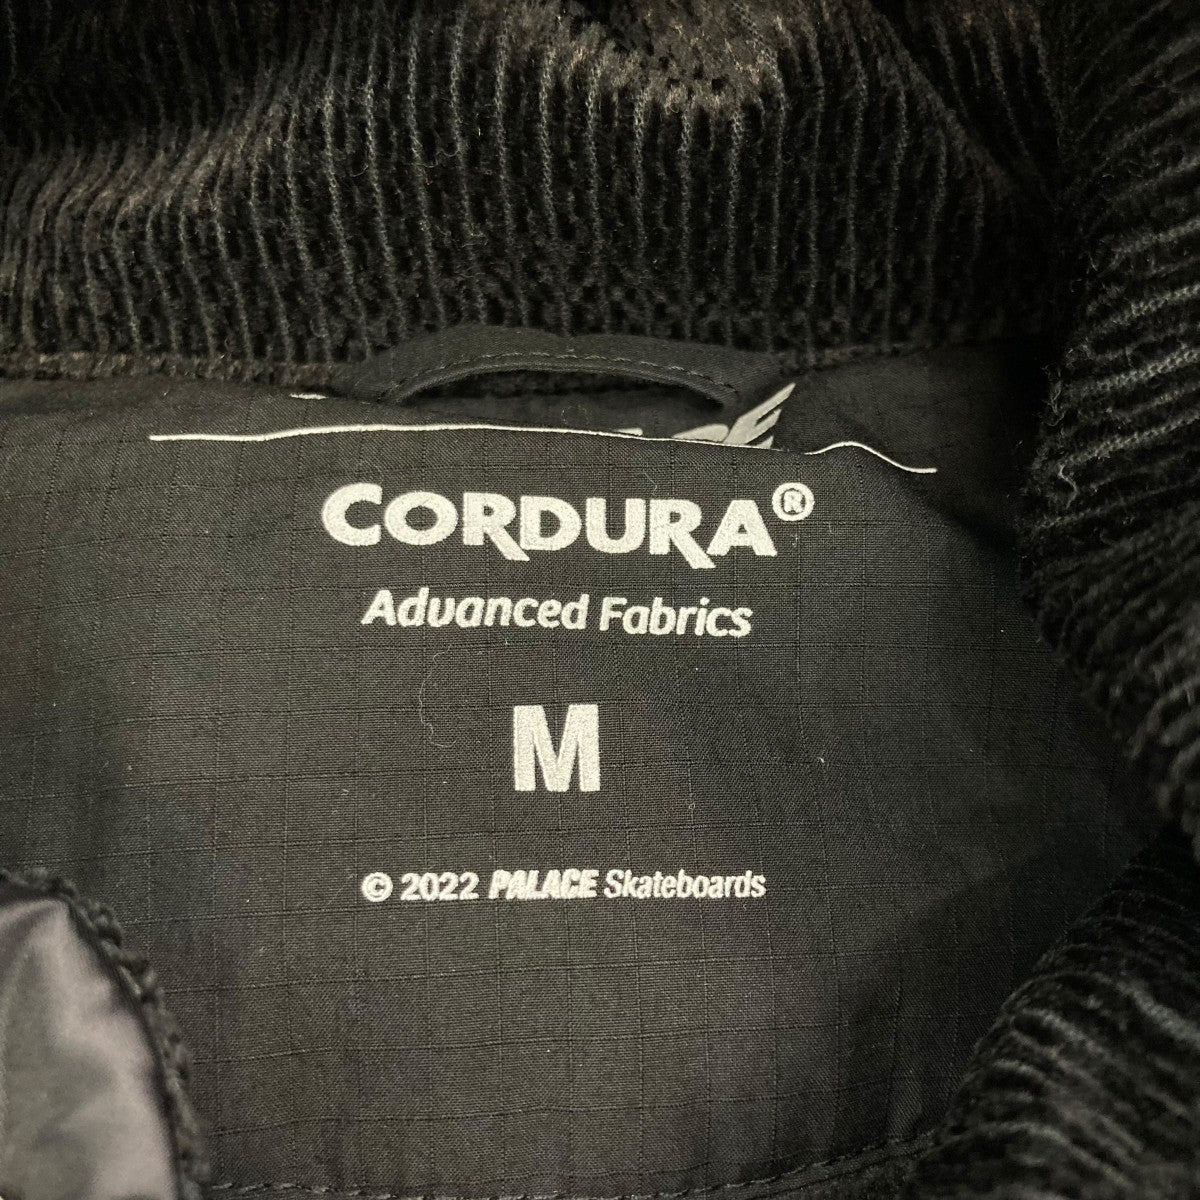 CORDURA®
Advanced Fabrics
M
© 2022 PALACE Skateboards